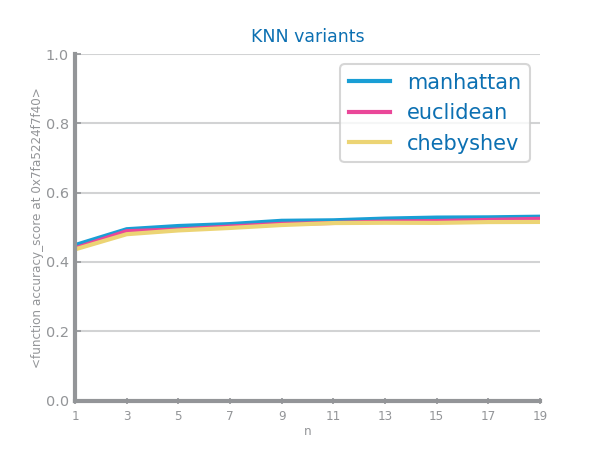 KNN variants
<function accuracy_score at 0x7fa5224f7f40>
1.0
0.8
0.6
0.4
0.2
0.0
manhattan
euclidean
chebyshev
1 3 5 7 9 11 13 15 17 19
n